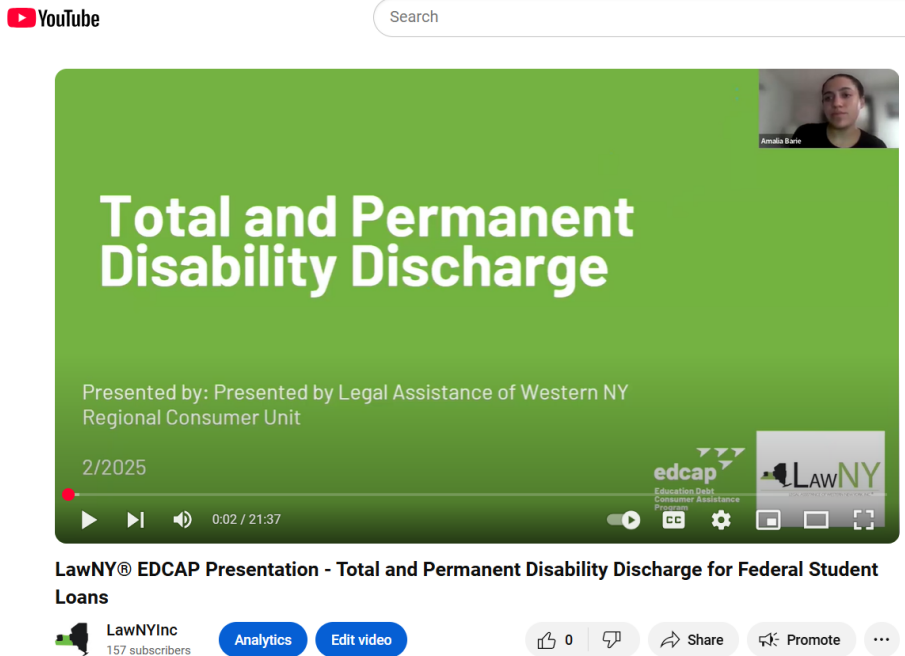 YouTube
Search
Amalia Barie
Total and Permanent
Disability Discharge
Presented by: Presented by Legal Assistance of Western NY
Regional Consumer Unit
2/2025
edcap
Education Debt
Consumer Assistance
Program
LAWNY
0:02 / 21:37
CC
LawNY® EDCAP Presentation - Total and Permanent Disability Discharge for Federal Student
Loans
LawNYInc
157 subscribers
Analytics
Edit video
0
Share
Promote